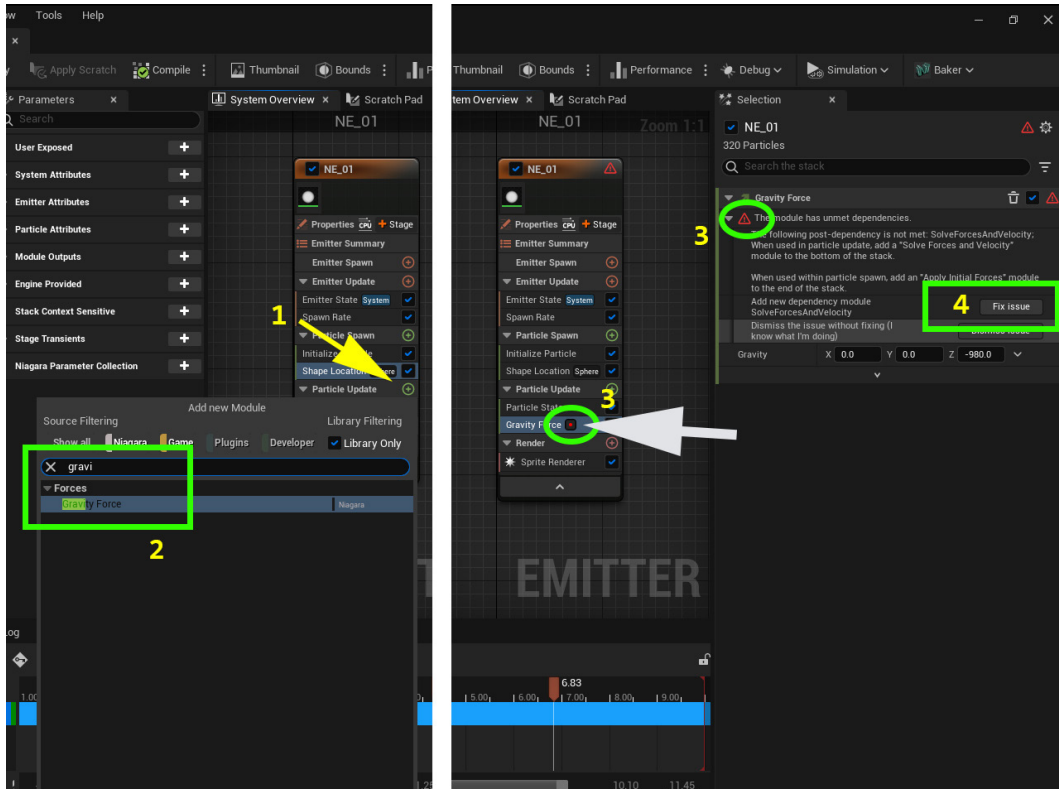 ow Tools Help
Apply Scratch Compile Thumbnail Bounds
Parameters System Overview Scratch Pad
Search
NE_01
User Exposed
System Attributes
Emitter Attributes
Particle Attributes
Module Outputs
Engine Provided
Stack Context Sensitive
Stage Transients
Niagara Parameter Collection
NE_01
Properties CPU Stage
Emitter Summary
Emitter Spawn
Emitter Update
Emitter State System
Spawn Rate
1
Particle Spawn
Initialize Particle
Shape Location Sphere
Particle Update
Add new Module
Source Filtering Library Filtering
Show all Niagara Game Plugins Developer Library Only
gravi
Forces
Gravity Force Niagara
2
Log
1.00
1.25
Thumbnail Bounds Performance Debug Simulation Baker
tem Overview Scratch Pad
NE_01 Zoom 1:1
NE_01
Properties CPU Stage
Emitter Summary
Emitter Spawn
Emitter Update
Emitter State System
Spawn Rate
Particle Spawn
Initialize Particle
Shape Location Sphere
Particle Update
Particle State
3
Gravity Force
Render
Sprite Renderer
EMITTER
6.83
5.00 6.00 7.00 8.00 9.00
10.10 11.45
Selection
NE_01
320 Particles
Search the stack
Gravity Force
3
The module has unmet dependencies.
The following post-dependency is not met: SolveForcesAndVelocity;
When used in particle update, add a "Solve Forces and Velocity"
module to the bottom of the stack.
When used within particle spawn, add an "Apply Initial Forces" module
to the end of the stack.
Add new dependency module
SolveForcesAndVelocity
4 Fix issue
Dismiss the issue without fixing (I
know what I'm doing)
Dismiss issue
Gravity X 0.0 Y 0.0 Z -980.0